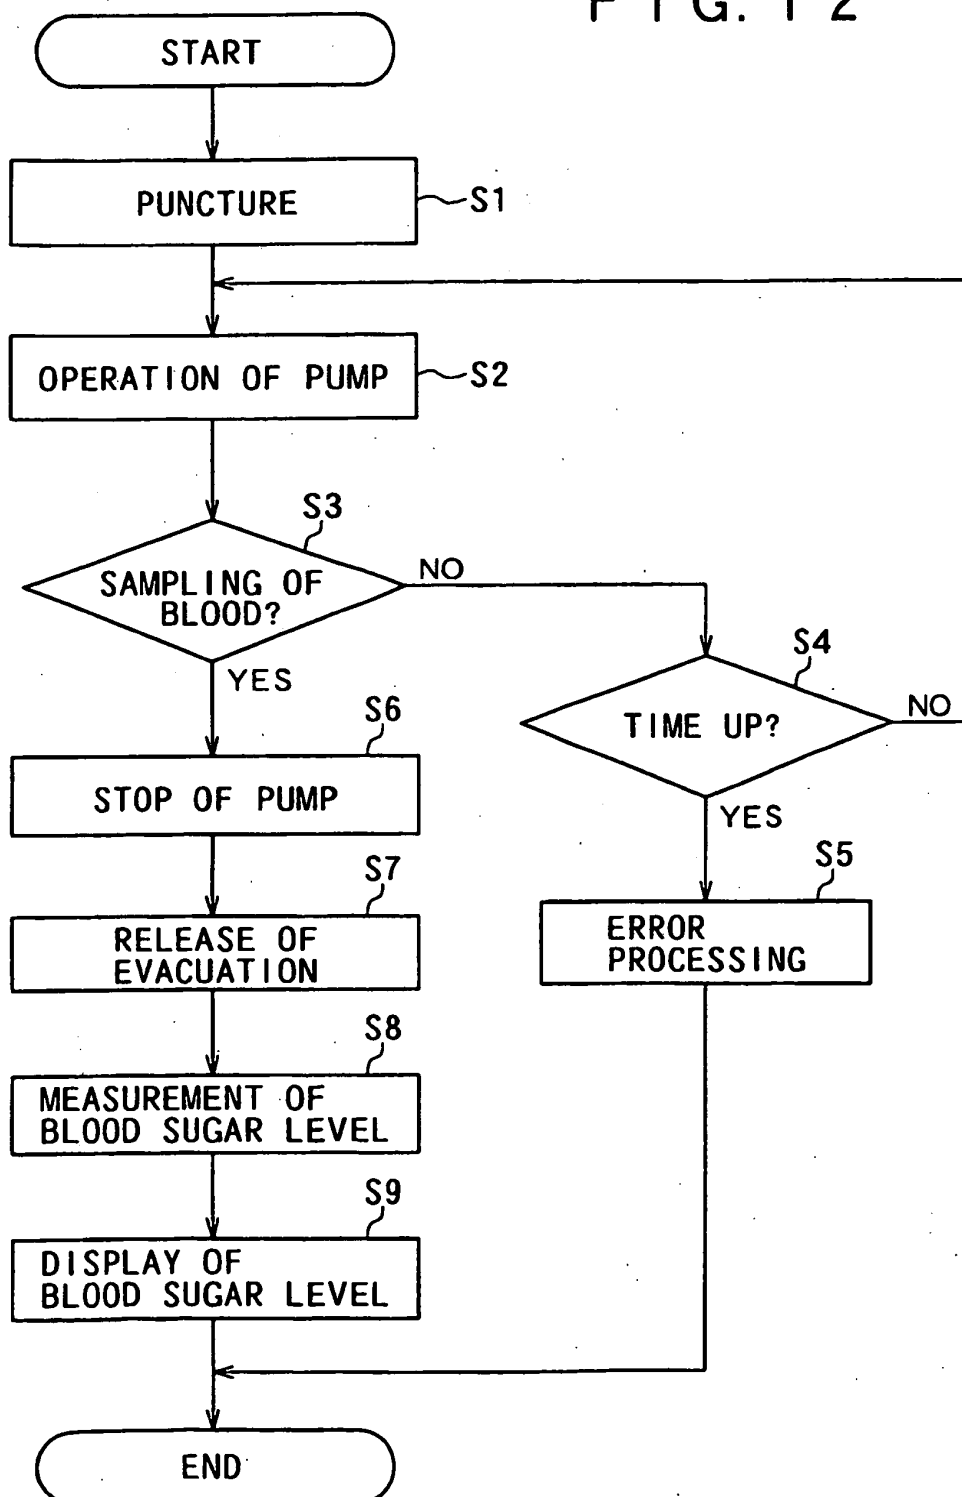 FIG. 12
START
PUNCTURE
S1
OPERATION OF PUMP
S2
S3
SAMPLING OF
BLOOD?
NO
YES
S4
TIME UP?
NO
YES
S5
ERROR
PROCESSING
S6
STOP OF PUMP
S7
RELEASE OF
EVACUATION
S8
MEASUREMENT OF
BLOOD SUGAR LEVEL
S9
DISPLAY OF
BLOOD SUGAR LEVEL
END